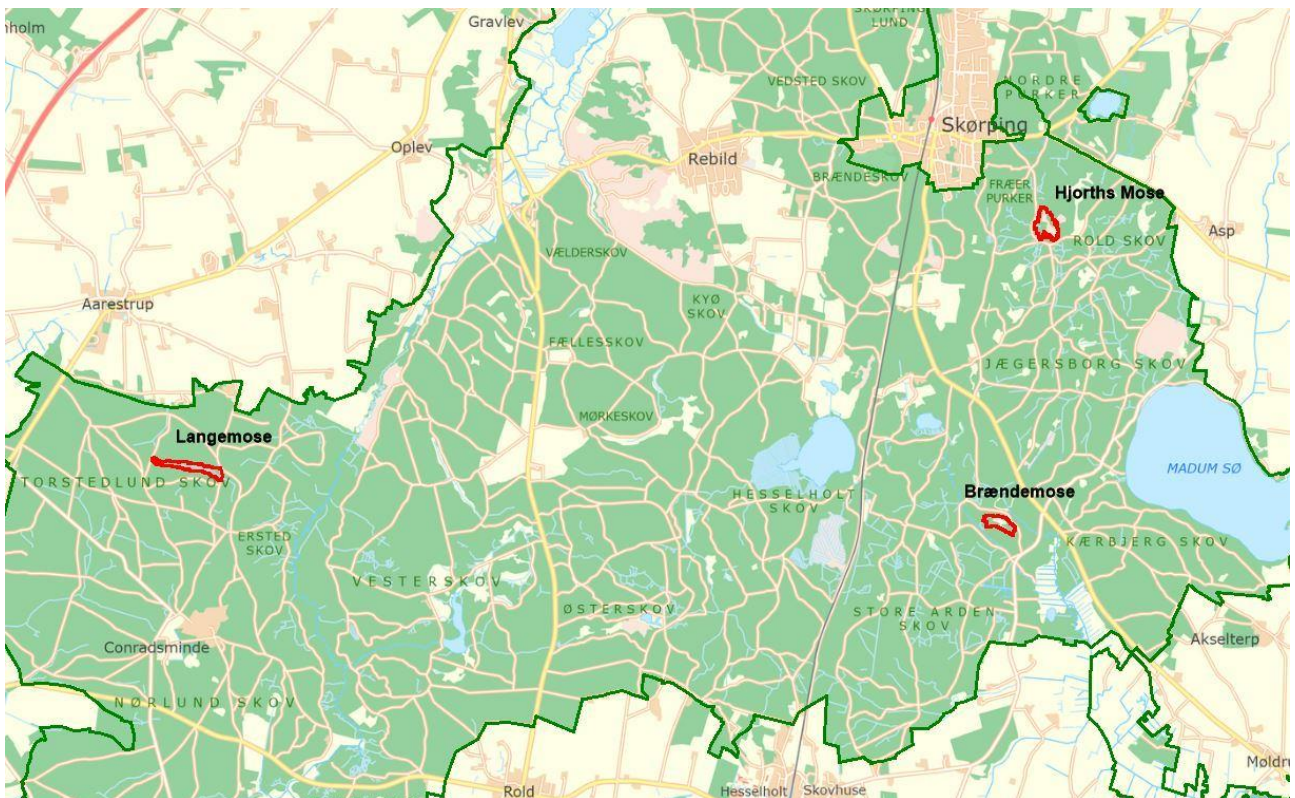 nholm
Gravlev
SKØRPING
LUND
VEDSTED SKOV
NORDRE
PURKER
Skørping
Oplev
Rebild
BRÆNDESKOV
FRÆER
PURKER
Hjorths Mose
Asp
ROLD SKOV
VÆLDERSKOV
KYØ
SKOV
Aarestrup
FÆLLESSKOV
JÆGERSBORG SKOV
MØRKESKOV
Langemose
MADUM SØ
TORSTEDLUND SKOV
Brændemose
HESSELHOLT
SKOV
ERSTED
SKOV
KÆRBJERG SKOV
VESTERSKOV
ØSTERSKOV
STORE ARDEN
SKOV
Akselterp
Conradsminde
NØRLUND SKOV
Møldru
Rold
Hesselholt
Skovhuse